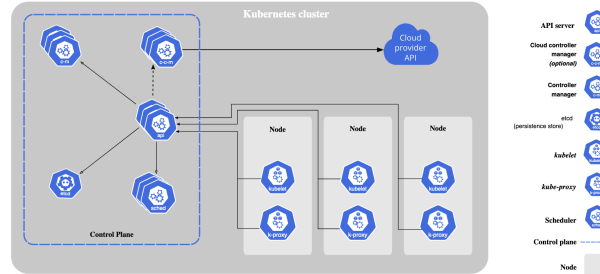 Kubernetes cluster
c-m
c-c-m
Cloud
provider
API
api
Node
Node
Node
etcd
sched
kubelet
kubelet
kubelet
k-proxy
k-proxy
k-proxy
Control Plane
API server
Cloud controller
manager
(optional)
Controller
manager
etcd
(persistence store)
kubelet
kube-proxy
Scheduler
Control plane
Node